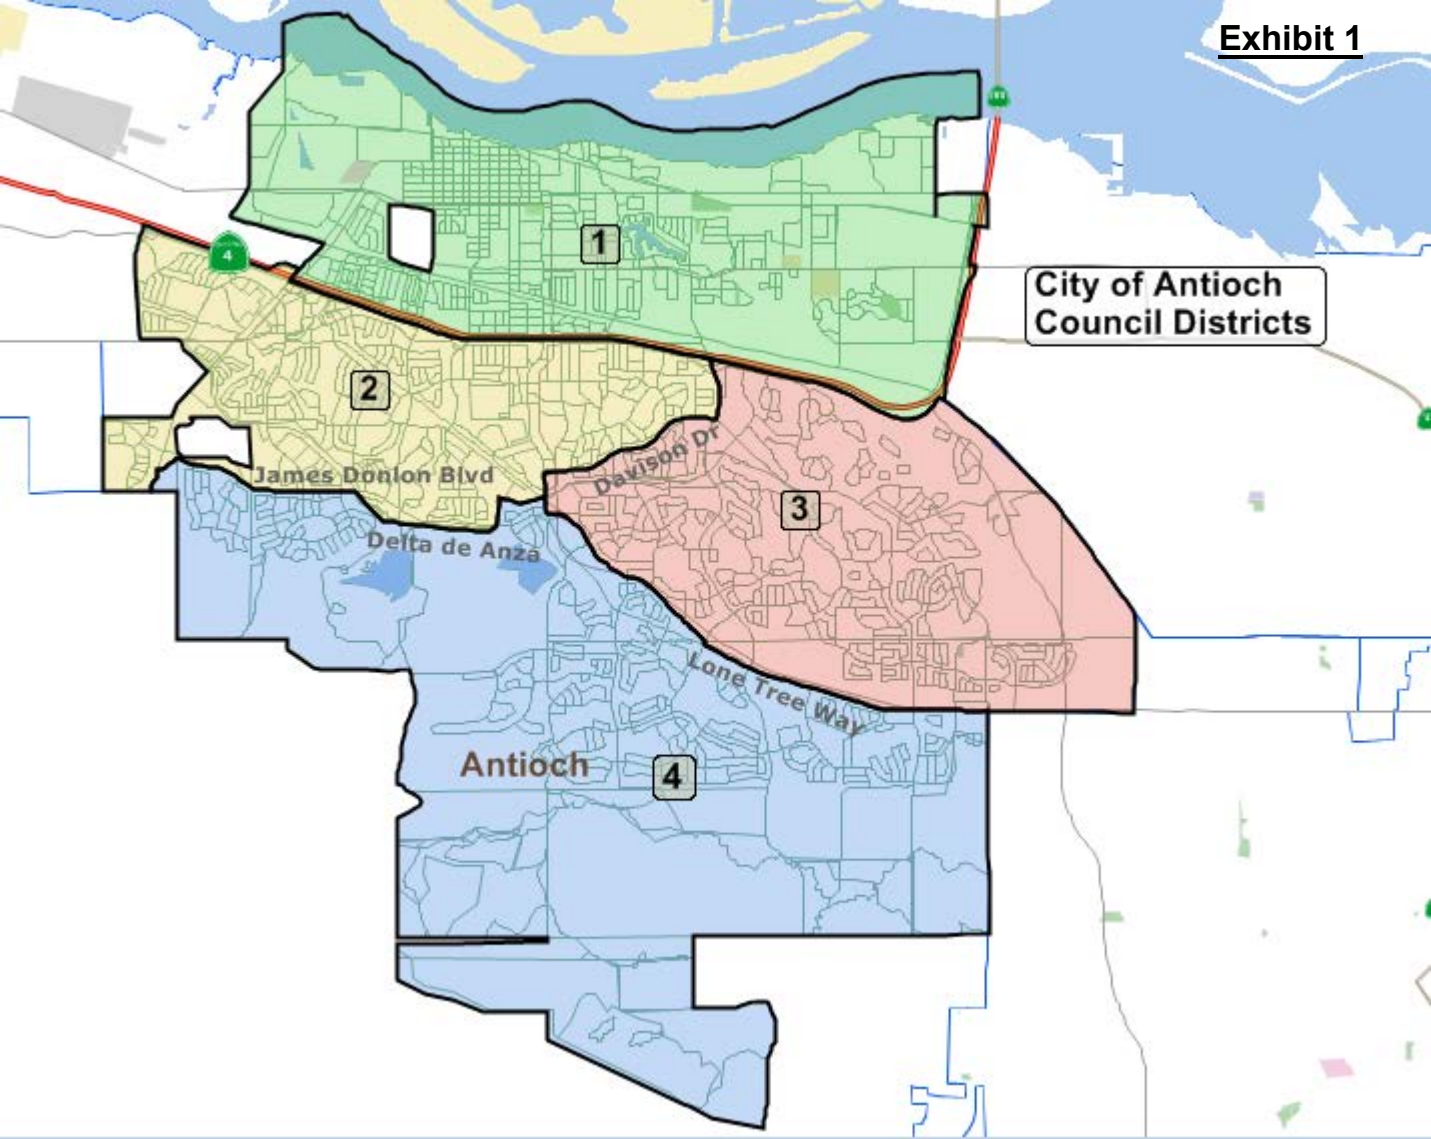 Exhibit 1
4
1
City of Antioch
Council Districts
2
James Donlon Blvd
Davison Dr
3
Delta de Anza
Lone Tree Way
Antioch
4